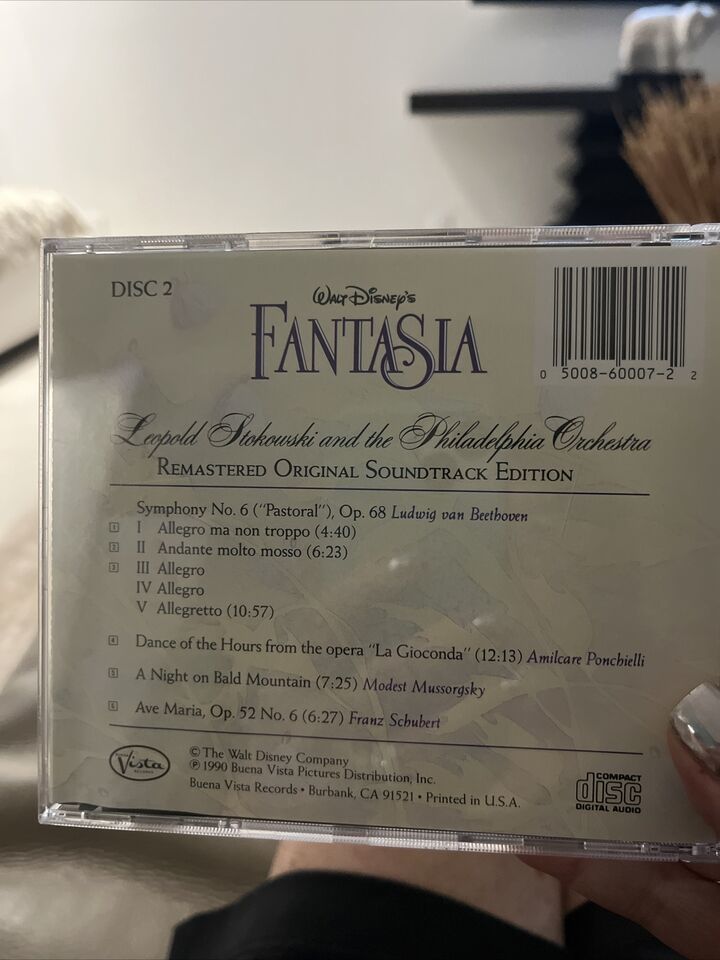 DISC 2
WALT DISNEY'S
FANTASIA
0 5008-60007-2 2
Leopold Stokowski and the Philadelphia Orchestra
REMASTERED ORIGINAL SOUNDTRACK EDITION
Symphony No. 6 ("Pastoral"), Op. 68 Ludwig van Beethoven
1 I Allegro ma non troppo (4:40)
2 II Andante molto mosso (6:23)
3 III Allegro
IV Allegro
V Allegretto (10:57)
4 Dance of the Hours from the opera "La Gioconda" (12:13) Amilcare Ponchielli
5 A Night on Bald Mountain (7:25) Modest Mussorgsky
6 Ave Maria, Op. 52 No. 6 (6:27) Franz Schubert
Vista
RECORDS
© The Walt Disney Company
℗ 1990 Buena Vista Pictures Distribution, Inc.
Buena Vista Records • Burbank, CA 91521 • Printed in U.S.A.
COMPACT
disc
DIGITAL AUDIO